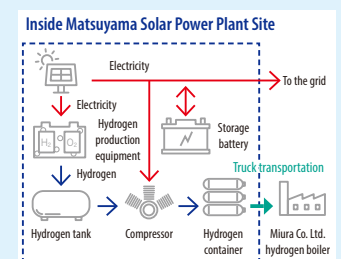 Inside Matsuyama Solar Power Plant Site
Electricity
To the grid
Electricity
Hydrogen
production
equipment
H₂
O₂
Storage
battery
Hydrogen
Truck transportation
Hydrogen tank
Compressor
Hydrogen
container
Miura Co. Ltd.
hydrogen boiler